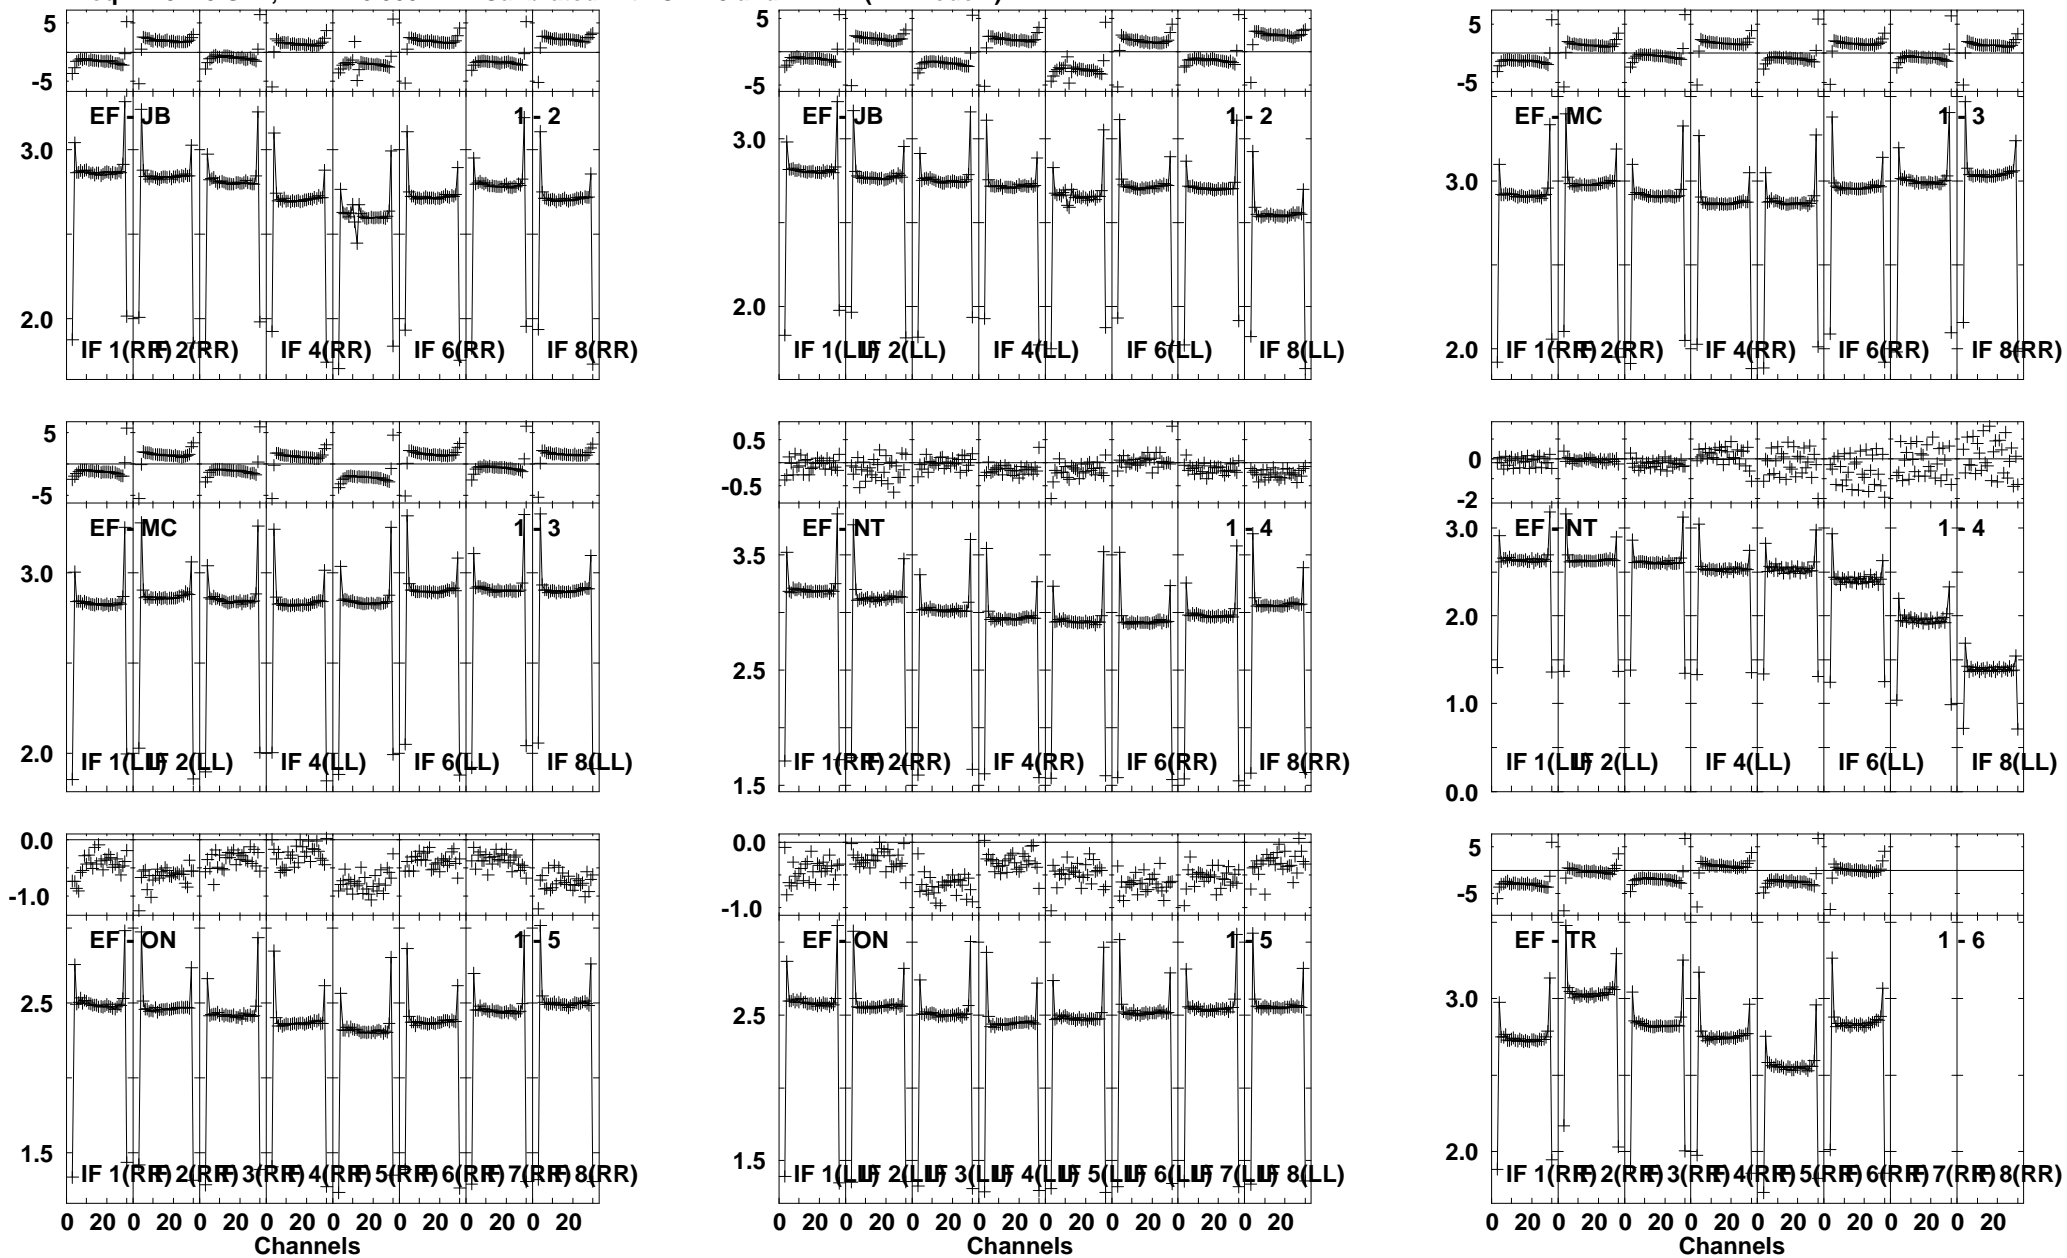 5
-5
EF - JB 1 - 2
3.0
2.0
IF 1(RR) IF 2(RR) IF 4(RR) IF 6(RR) IF 8(RR)
5
-5
EF - JB 1 - 2
3.0
2.0
IF 1(LL) IF 2(LL) IF 4(LL) IF 6(LL) IF 8(LL)
5
-5
EF - MC 1 - 3
3.0
2.0
IF 1(RR) IF 2(RR) IF 4(RR) IF 6(RR) IF 8(RR)
5
-5
EF - MC 1 - 3
3.0
2.0
IF 1(LL) IF 2(LL) IF 4(LL) IF 6(LL) IF 8(LL)
0.5
-0.5
EF - NT 1 - 4
3.5
2.5
1.5
IF 1(RR) IF 2(RR) IF 4(RR) IF 6(RR) IF 8(RR)
0
-2
EF - NT 1 - 4
3.0
2.0
1.0
0.0
IF 1(LL) IF 2(LL) IF 4(LL) IF 6(LL) IF 8(LL)
0.0
-1.0
EF - ON 1 - 5
2.5
1.5
IF 1(RR) IF 2(RR) IF 3(RR) IF 4(RR) IF 5(RR) IF 6(RR) IF 7(RR) IF 8(RR)
0 20 0 20 0 20 0 20 0 20 0 20 0 20 0 20
Channels
0.0
-1.0
EF - ON 1 - 5
2.5
1.5
IF 1(LL) IF 2(LL) IF 3(LL) IF 4(LL) IF 5(LL) IF 6(LL) IF 7(LL) IF 8(LL)
0 20 0 20 0 20 0 20 0 20 0 20 0 20 0 20
Channels
5
-5
EF - TR 1 - 6
3.0
2.0
IF 1(RR) IF 2(RR) IF 3(RR) IF 4(RR) IF 5(RR) IF 6(RR) IF 7(RR) IF 8(RR)
0 20 0 20 0 20 0 20 0 20 0 20 0 20 0 20
Channels